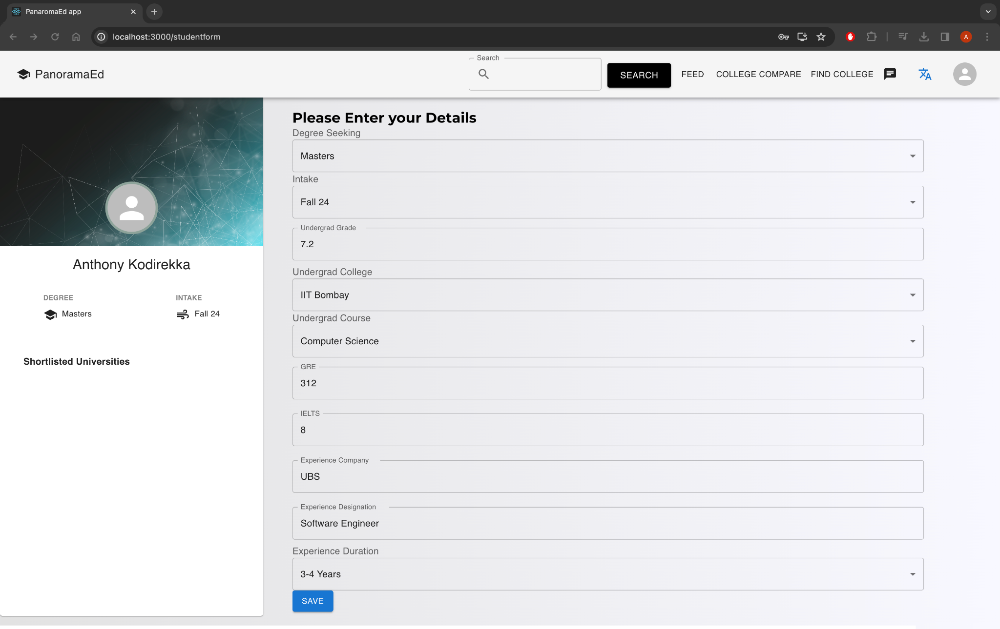 PanaromaEd app
localhost:3000/studentform
A
PanoramaEd
Search
SEARCH
FEED
COLLEGE COMPARE
FIND COLLEGE
Anthony Kodirekka
DEGREE
INTAKE
Masters
Fall 24
Shortlisted Universities
Please Enter your Details
Degree Seeking
Masters
Intake
Fall 24
Undergrad Grade
7.2
Undergrad College
IIT Bombay
Undergrad Course
Computer Science
GRE
312
IELTS
8
Experience Company
UBS
Experience Designation
Software Engineer
Experience Duration
3-4 Years
SAVE